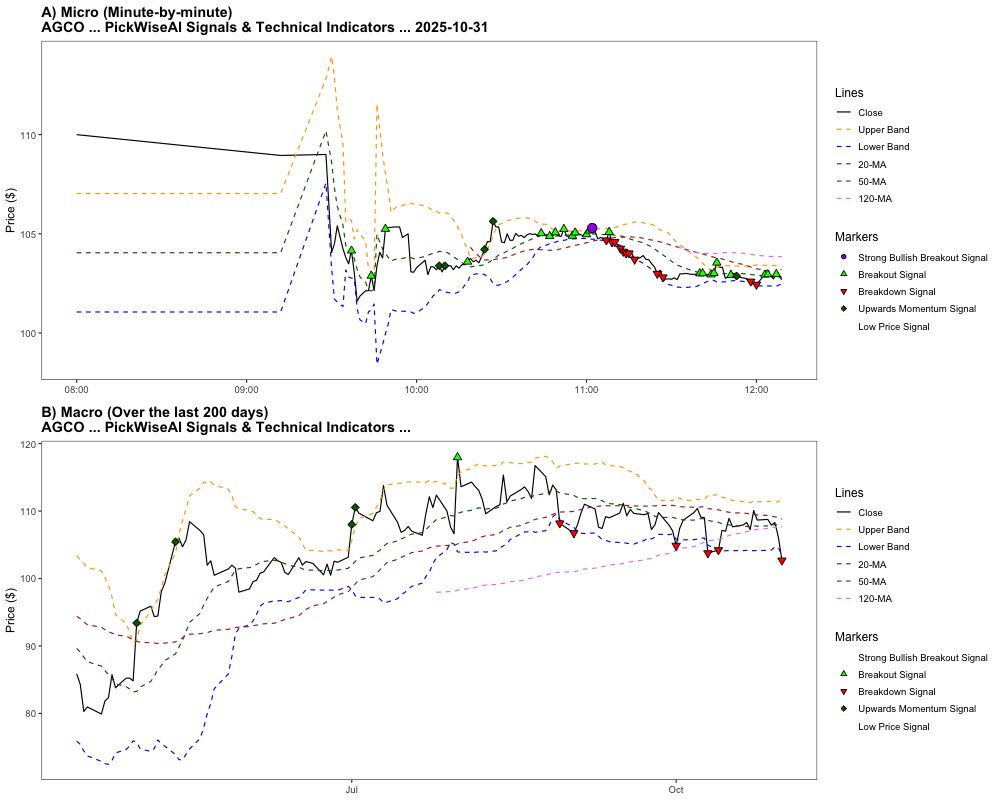 A) Micro (Minute-by-minute)
AGCO ... PickWiseAI Signals & Technical Indicators ... 2025-10-31
Price ($)
110
105
100
08:00
09:00
10:00
11:00
12:00
Lines
Close
Upper Band
Lower Band
20-MA
50-MA
120-MA
Markers
Strong Bullish Breakout Signal
Breakout Signal
Breakdown Signal
Upwards Momentum Signal
Low Price Signal
B) Macro (Over the last 200 days)
AGCO ... PickWiseAI Signals & Technical Indicators ...
Price ($)
120
110
100
90
80
Jul
Oct
Lines
Close
Upper Band
Lower Band
20-MA
50-MA
120-MA
Markers
Strong Bullish Breakout Signal
Breakout Signal
Breakdown Signal
Upwards Momentum Signal
Low Price Signal